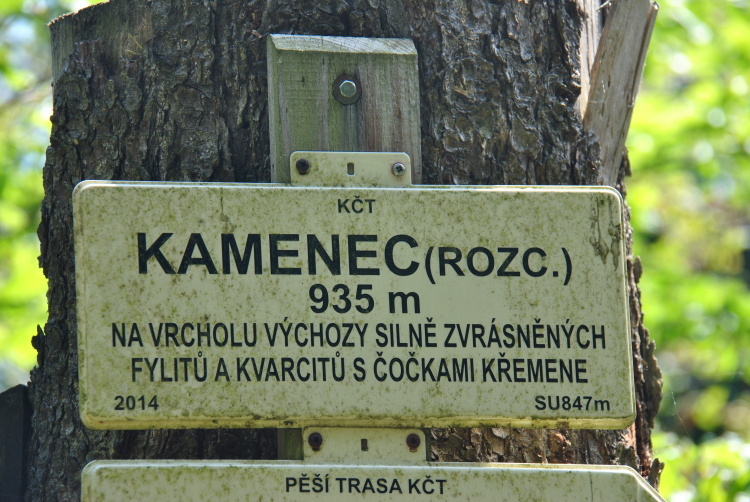 KČT
KAMENEC (ROZC.)
935 m
NA VRCHOLU VÝCHOZY SILNĚ ZVRÁSNĚNÝCH
FYLITŮ A KVARCITŮ S ČOČKAMI KŘEMENE
2014 SU847m
PĚŠÍ TRASA KČT